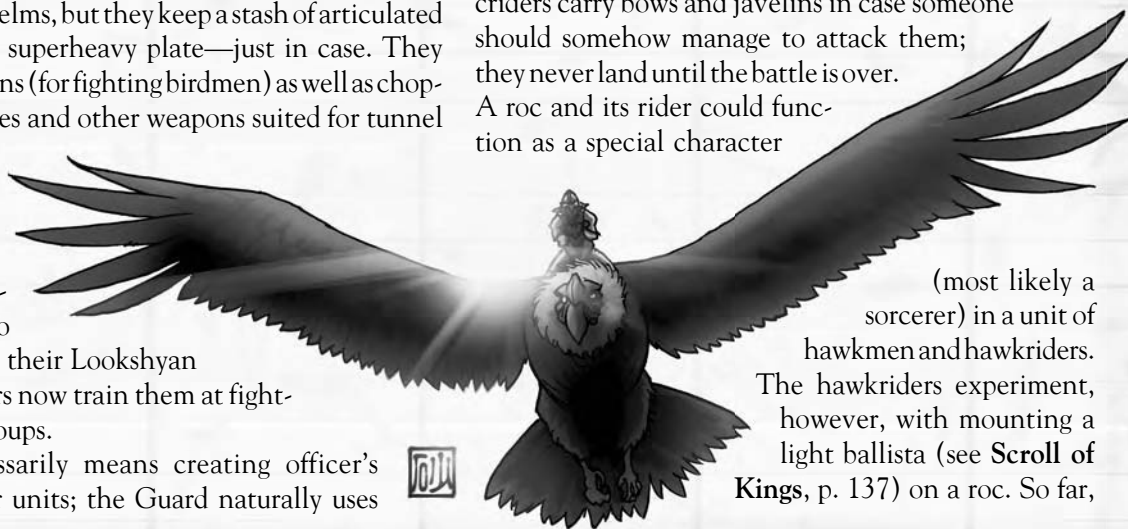 elms, but they keep a stash of articulated
superheavy plate—just in case. They
ns (for fighting birdmen) as well as chop-
es and other weapons suited for tunnel
o
their Lookshyan
rs now train them at fight-
oups.
ssarily means creating officer's
r units; the Guard naturally uses
criders carry bows and javelins in case someone
should somehow manage to attack them;
they never land until the battle is over.
A roc and its rider could func-
tion as a special character
(most likely a
sorcerer) in a unit of
hawkmen and hawkriders.
The hawkriders experiment,
however, with mounting a
light ballista (see Scroll of
Kings, p. 137) on a roc. So far,